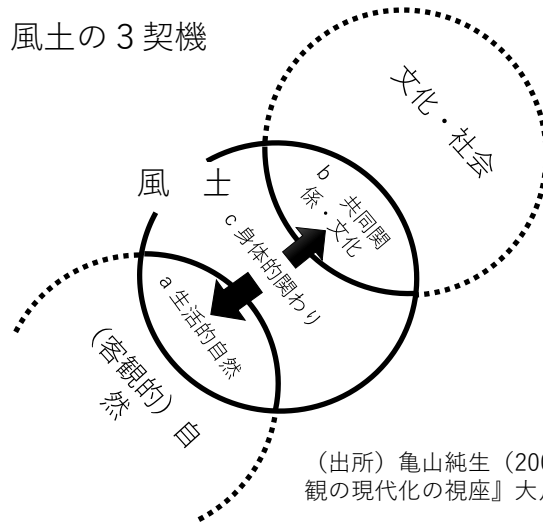 風土の3契機
文化・社会
風　土
b　共同関
係・文化
c 身体的関わり
a 生活的自然
(客観的) 自
然
（出所）亀山純生（200
観の現代化の視座』大